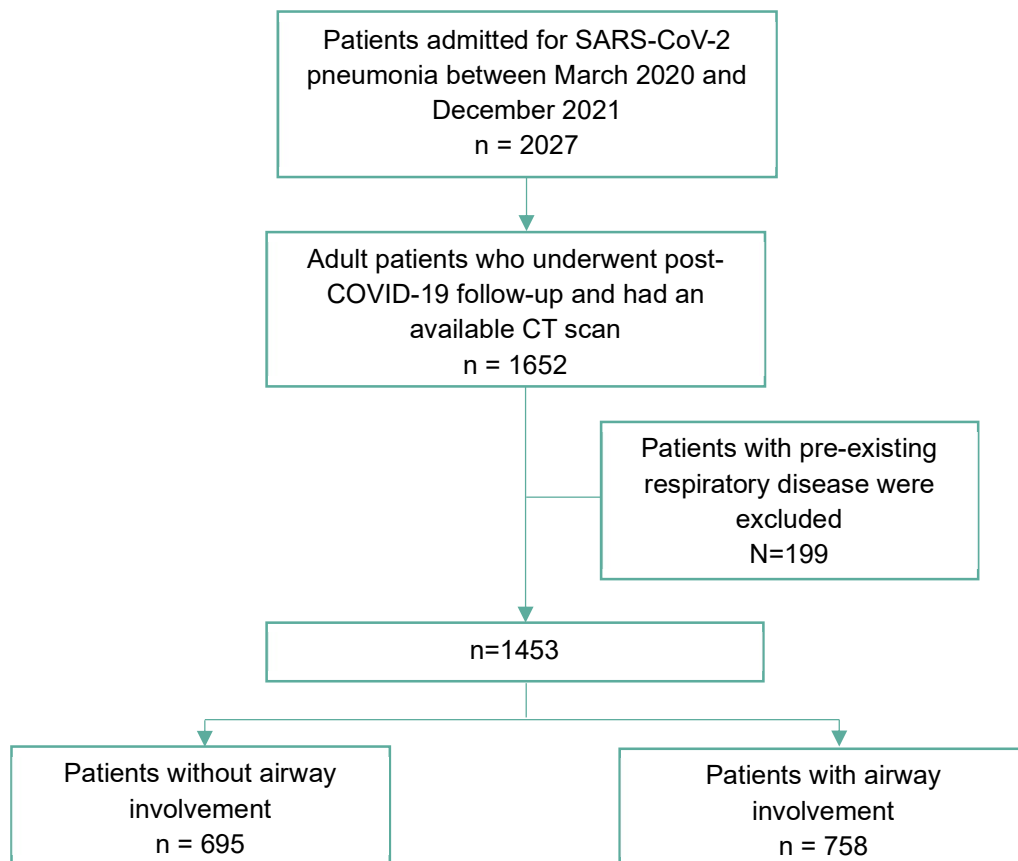 Patients admitted for SARS-CoV-2
pneumonia between March 2020 and
December 2021
n = 2027
Adult patients who underwent post-
COVID-19 follow-up and had an
available CT scan
n = 1652
Patients with pre-existing
respiratory disease were
excluded
N=199
n=1453
Patients without airway
involvement
n = 695
Patients with airway
involvement
n = 758